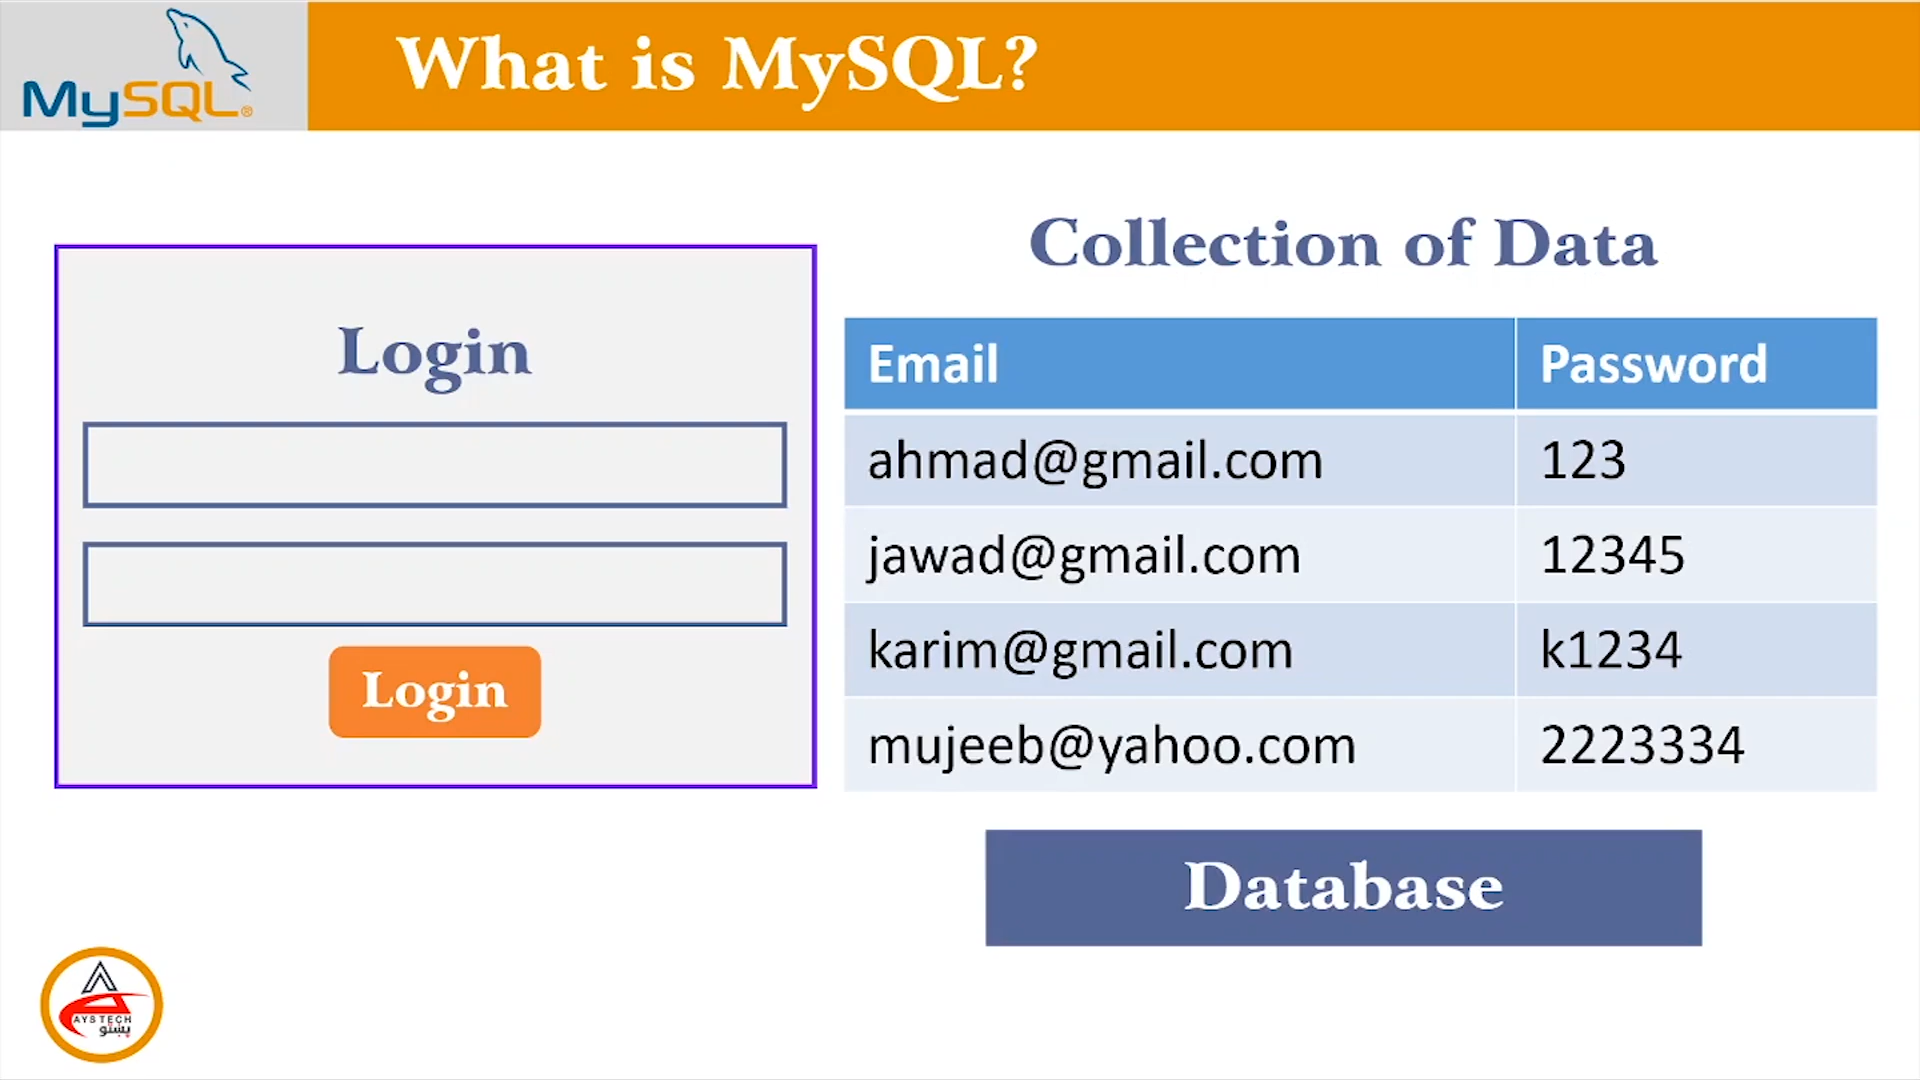 MySQL®
What is MySQL?
Collection of Data
Login
Login
Email Password
ahmad@gmail.com 123
jawad@gmail.com 12345
karim@gmail.com k1234
mujeeb@yahoo.com 2223334
Database
AYSTECH
پښتو